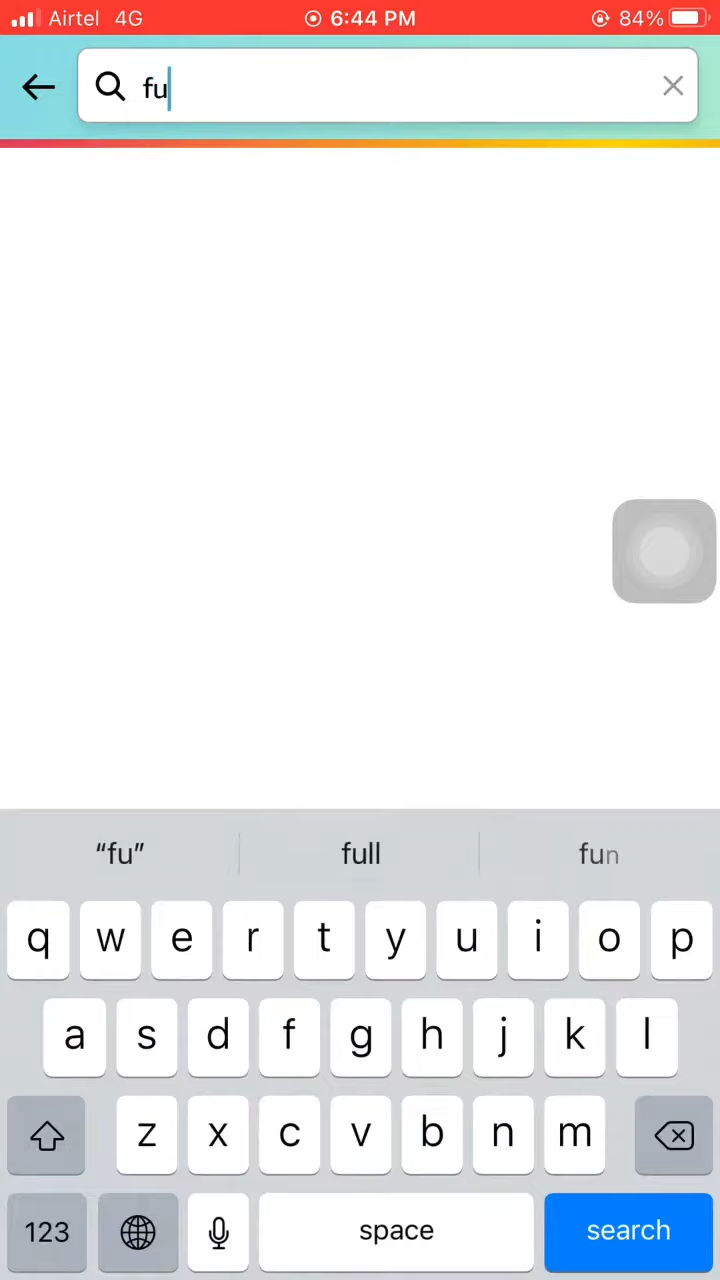 Airtel 4G 6:44 PM 84%
fu
“fu” full fun
q w e r t y u i o p
a s d f g h j k l
z x c v b n m
123 space search